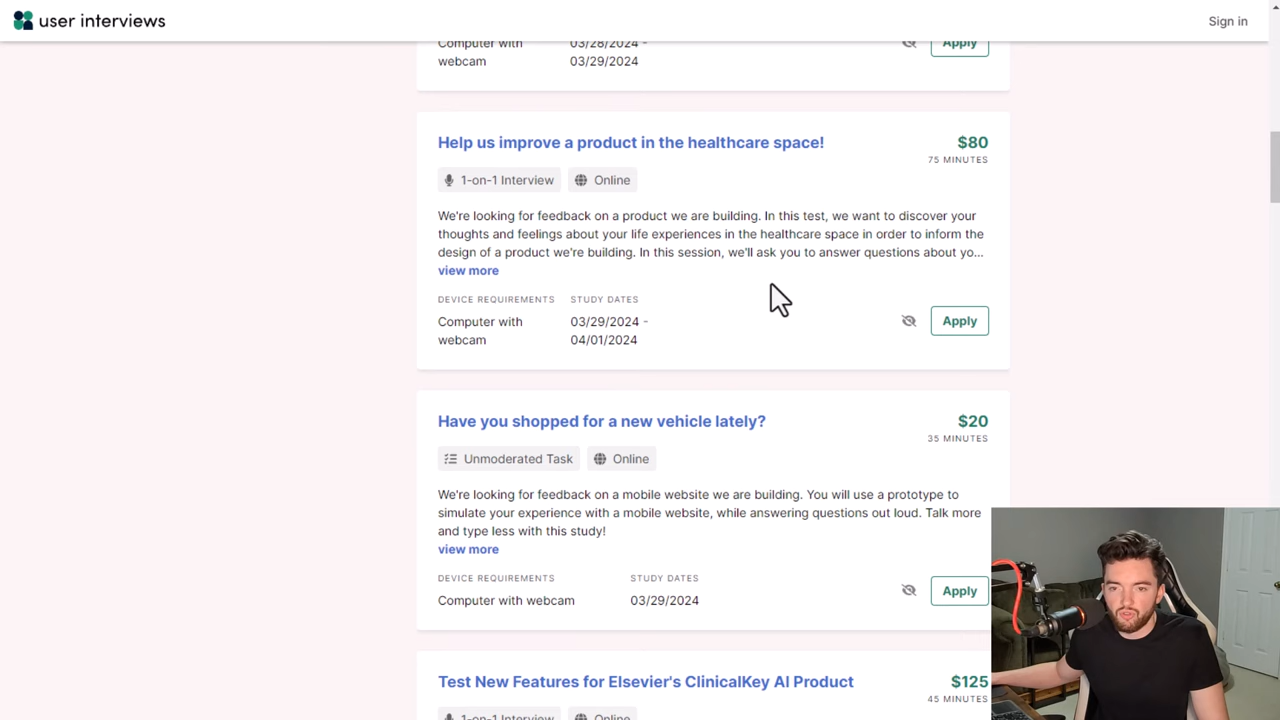 user interviews
Sign in
Computer with
webcam
03/28/2024 -
03/29/2024
Apply
Help us improve a product in the healthcare space!
$80
75 MINUTES
1-on-1 Interview
Online
We're looking for feedback on a product we are building. In this test, we want to discover your
thoughts and feelings about your life experiences in the healthcare space in order to inform the
design of a product we're building. In this session, we'll ask you to answer questions about yo...
view more
DEVICE REQUIREMENTS
Computer with
webcam
STUDY DATES
03/29/2024 -
04/01/2024
Apply
Have you shopped for a new vehicle lately?
$20
35 MINUTES
Unmoderated Task
Online
We're looking for feedback on a mobile website we are building. You will use a prototype to
simulate your experience with a mobile website, while answering questions out loud. Talk more
and type less with this study!
view more
DEVICE REQUIREMENTS
Computer with webcam
STUDY DATES
03/29/2024
Apply
Test New Features for Elsevier's ClinicalKey AI Product
$125
45 MINUTES
1-on-1 Interview
Online